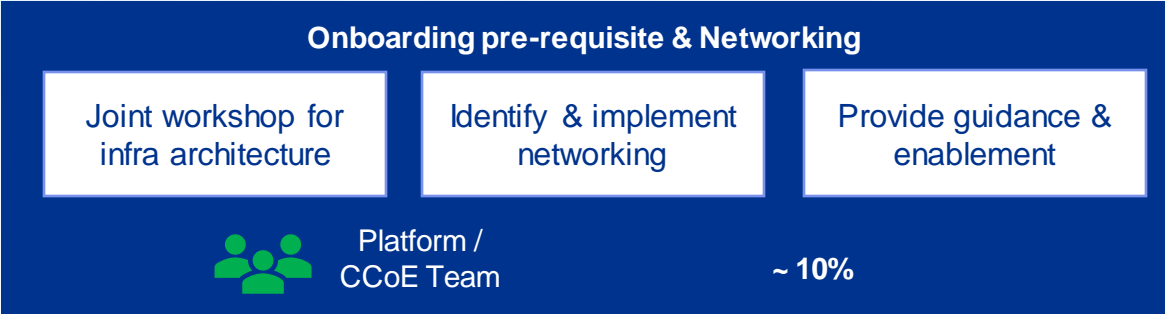 Onboarding pre-requisite & Networking
Joint workshop for
infra architecture
Identify & implement
networking
Provide guidance &
enablement
Platform /
CCoE Team
~ 10%